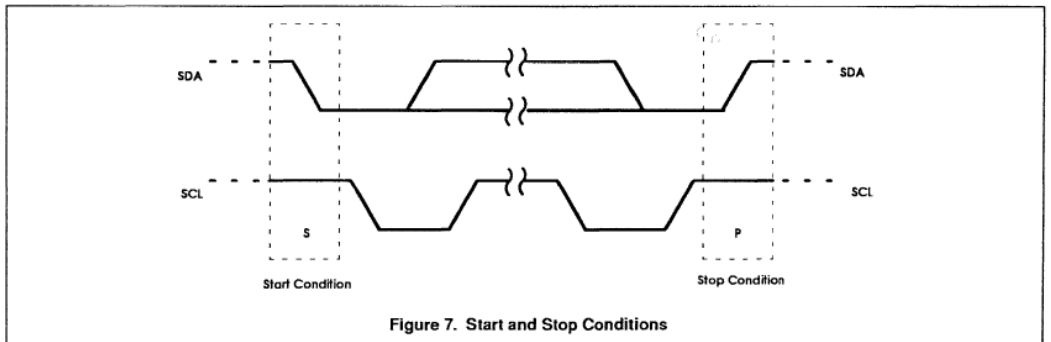 SDA SDA
SCL SCL
S P
Start Condition Stop Condition
Figure 7. Start and Stop Conditions